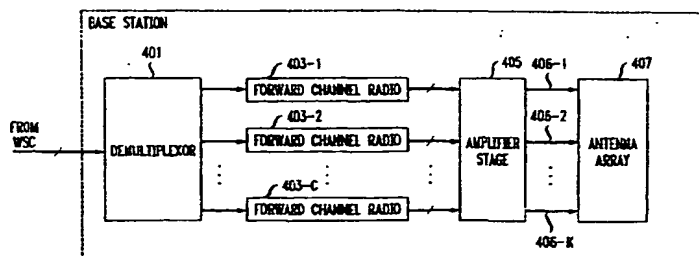 BASE STATION
401
403-1
405
406-1
407
FORWARD CHANNEL RADIO
403-2
406-2
FROM
WSC
DEMULTIPLEXOR
FORWARD CHANNEL RADIO
AMPLIFIER
STAGE
ANTENNA
ARRAY
403-C
FORWARD CHANNEL RADIO
406-K